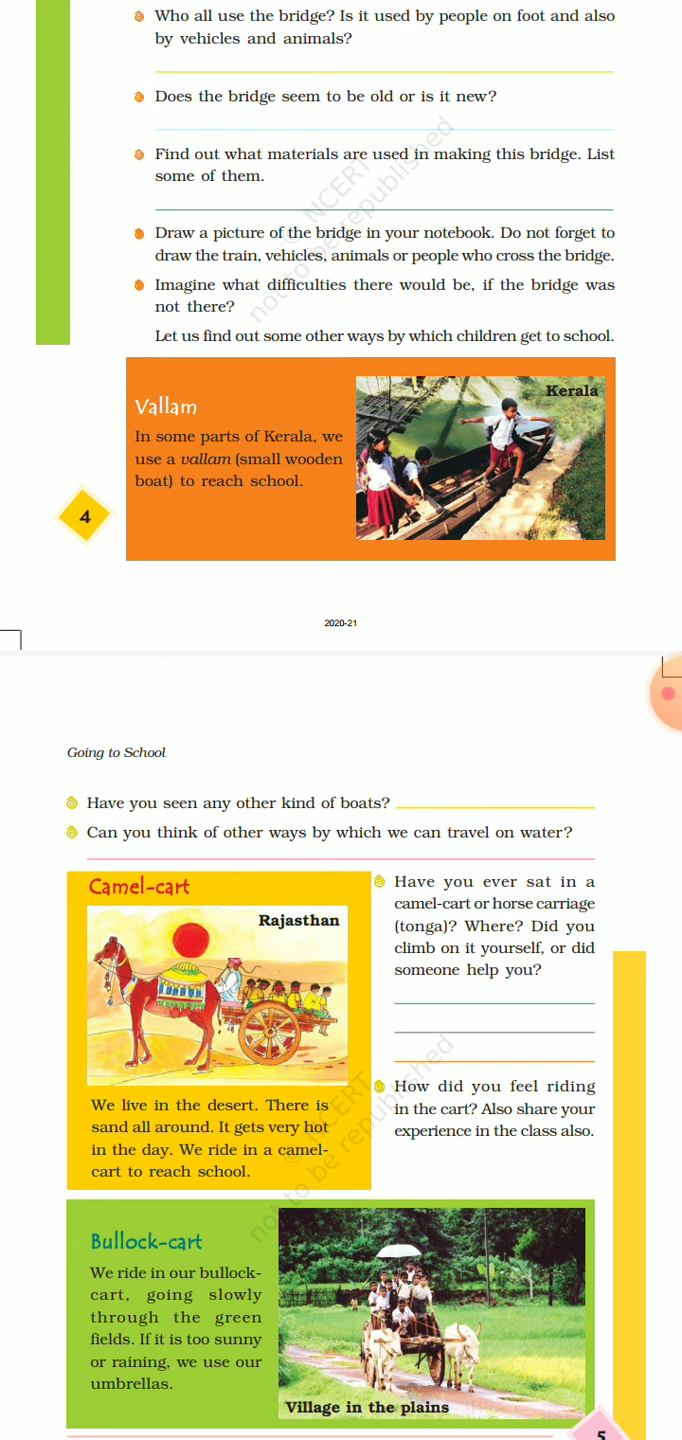 Who all use the bridge? Is it used by people on foot and also
by vehicles and animals?
Does the bridge seem to be old or is it new?
Find out what materials are used in making this bridge. List
some of them.
Draw a picture of the bridge in your notebook. Do not forget to
draw the train, vehicles, animals or people who cross the bridge.
Imagine what difficulties there would be, if the bridge was
not there?
Let us find out some other ways by which children get to school.
Vallam
In some parts of Kerala, we
use a vallam (small wooden
boat) to reach school.
Kerala
4
© NCERT
not to be republished
2020-21
Going to School
Have you seen any other kind of boats?
Can you think of other ways by which we can travel on water?
Camel-cart
Rajasthan
We live in the desert. There is
sand all around. It gets very hot
in the day. We ride in a camel-
cart to reach school.
Have you ever sat in a
camel-cart or horse carriage
(tonga)? Where? Did you
climb on it yourself, or did
someone help you?
How did you feel riding
in the cart? Also share your
experience in the class also.
© NCERT
not to be republished
Bullock-cart
We ride in our bullock-
cart, going slowly
through the green
fields. If it is too sunny
or raining, we use our
umbrellas.
Village in the plains
5